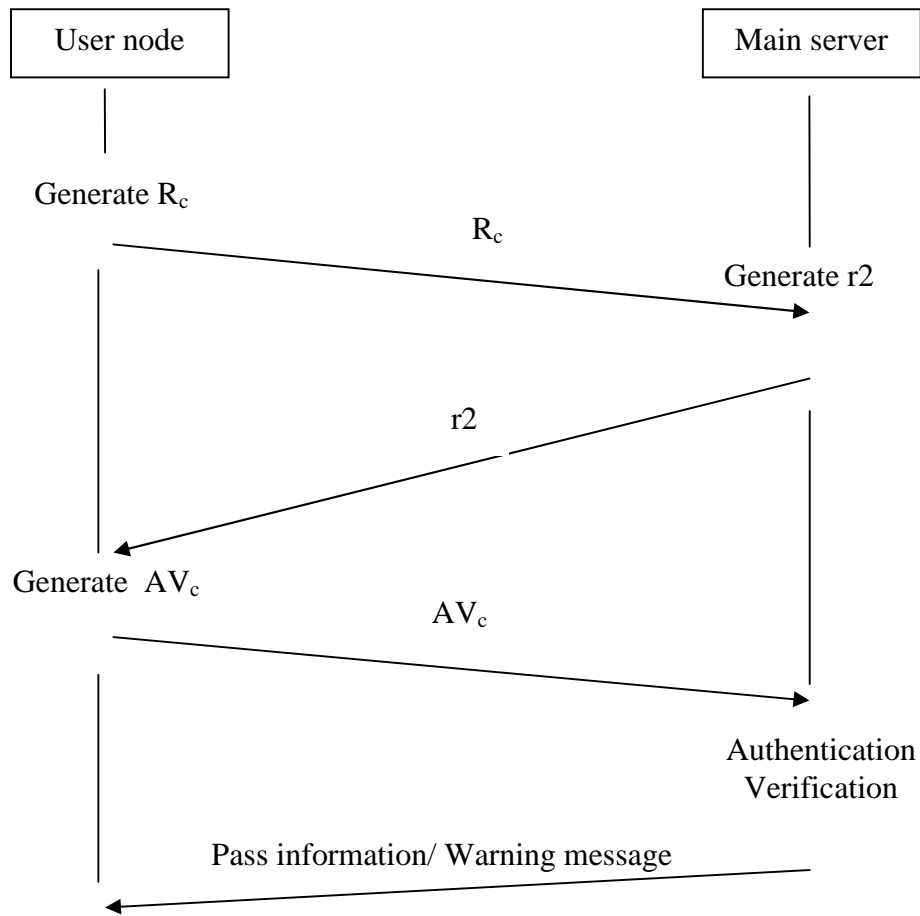 User node
Main server
Generate Rc
Rc
Generate r2
r2
Generate AVc
AVc
Authentication
Verification
Pass information/ Warning message